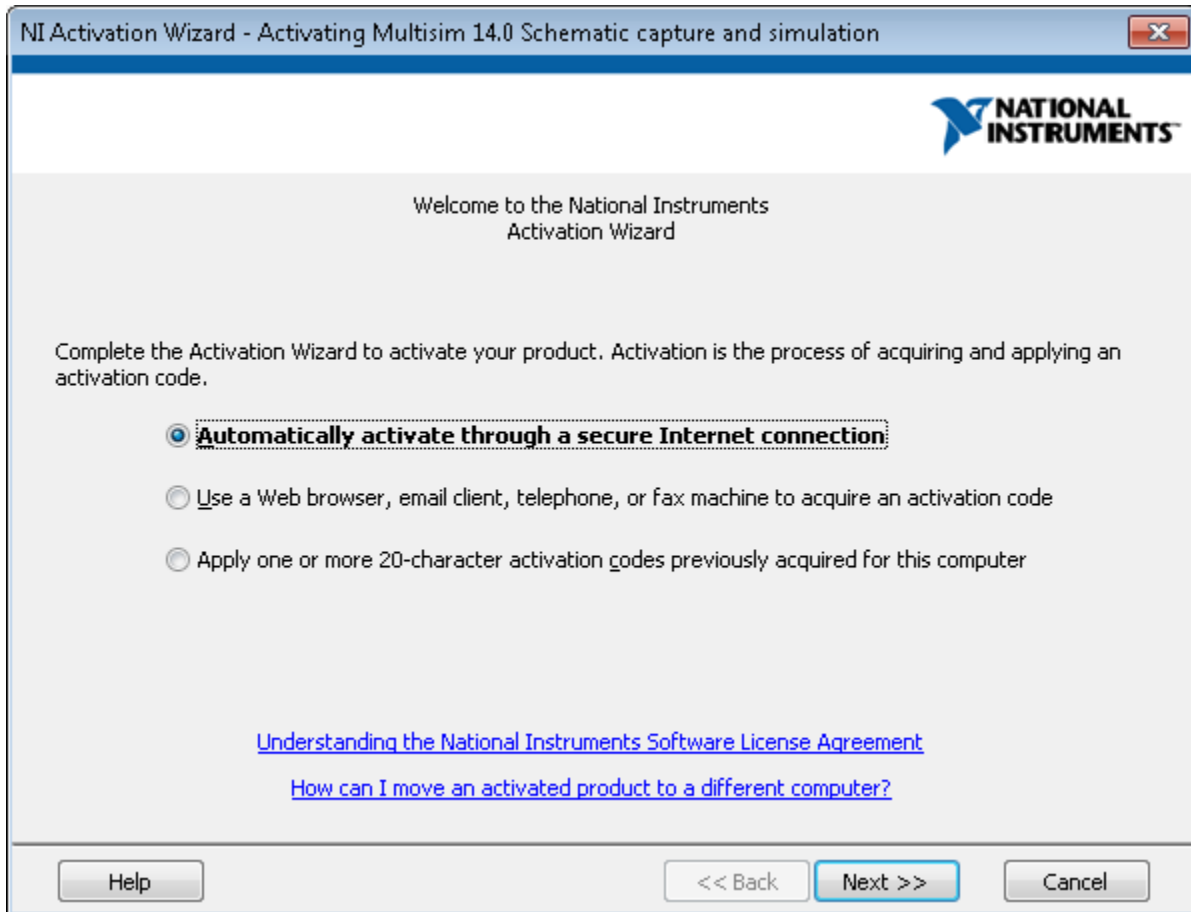 NI Activation Wizard - Activating Multisim 14.0 Schematic capture and simulation
NATIONAL
INSTRUMENTS™
Welcome to the National Instruments
Activation Wizard
Complete the Activation Wizard to activate your product. Activation is the process of acquiring and applying an
activation code.
Automatically activate through a secure Internet connection
Use a Web browser, email client, telephone, or fax machine to acquire an activation code
Apply one or more 20-character activation codes previously acquired for this computer
Understanding the National Instruments Software License Agreement
How can I move an activated product to a different computer?
Help << Back Next >> Cancel